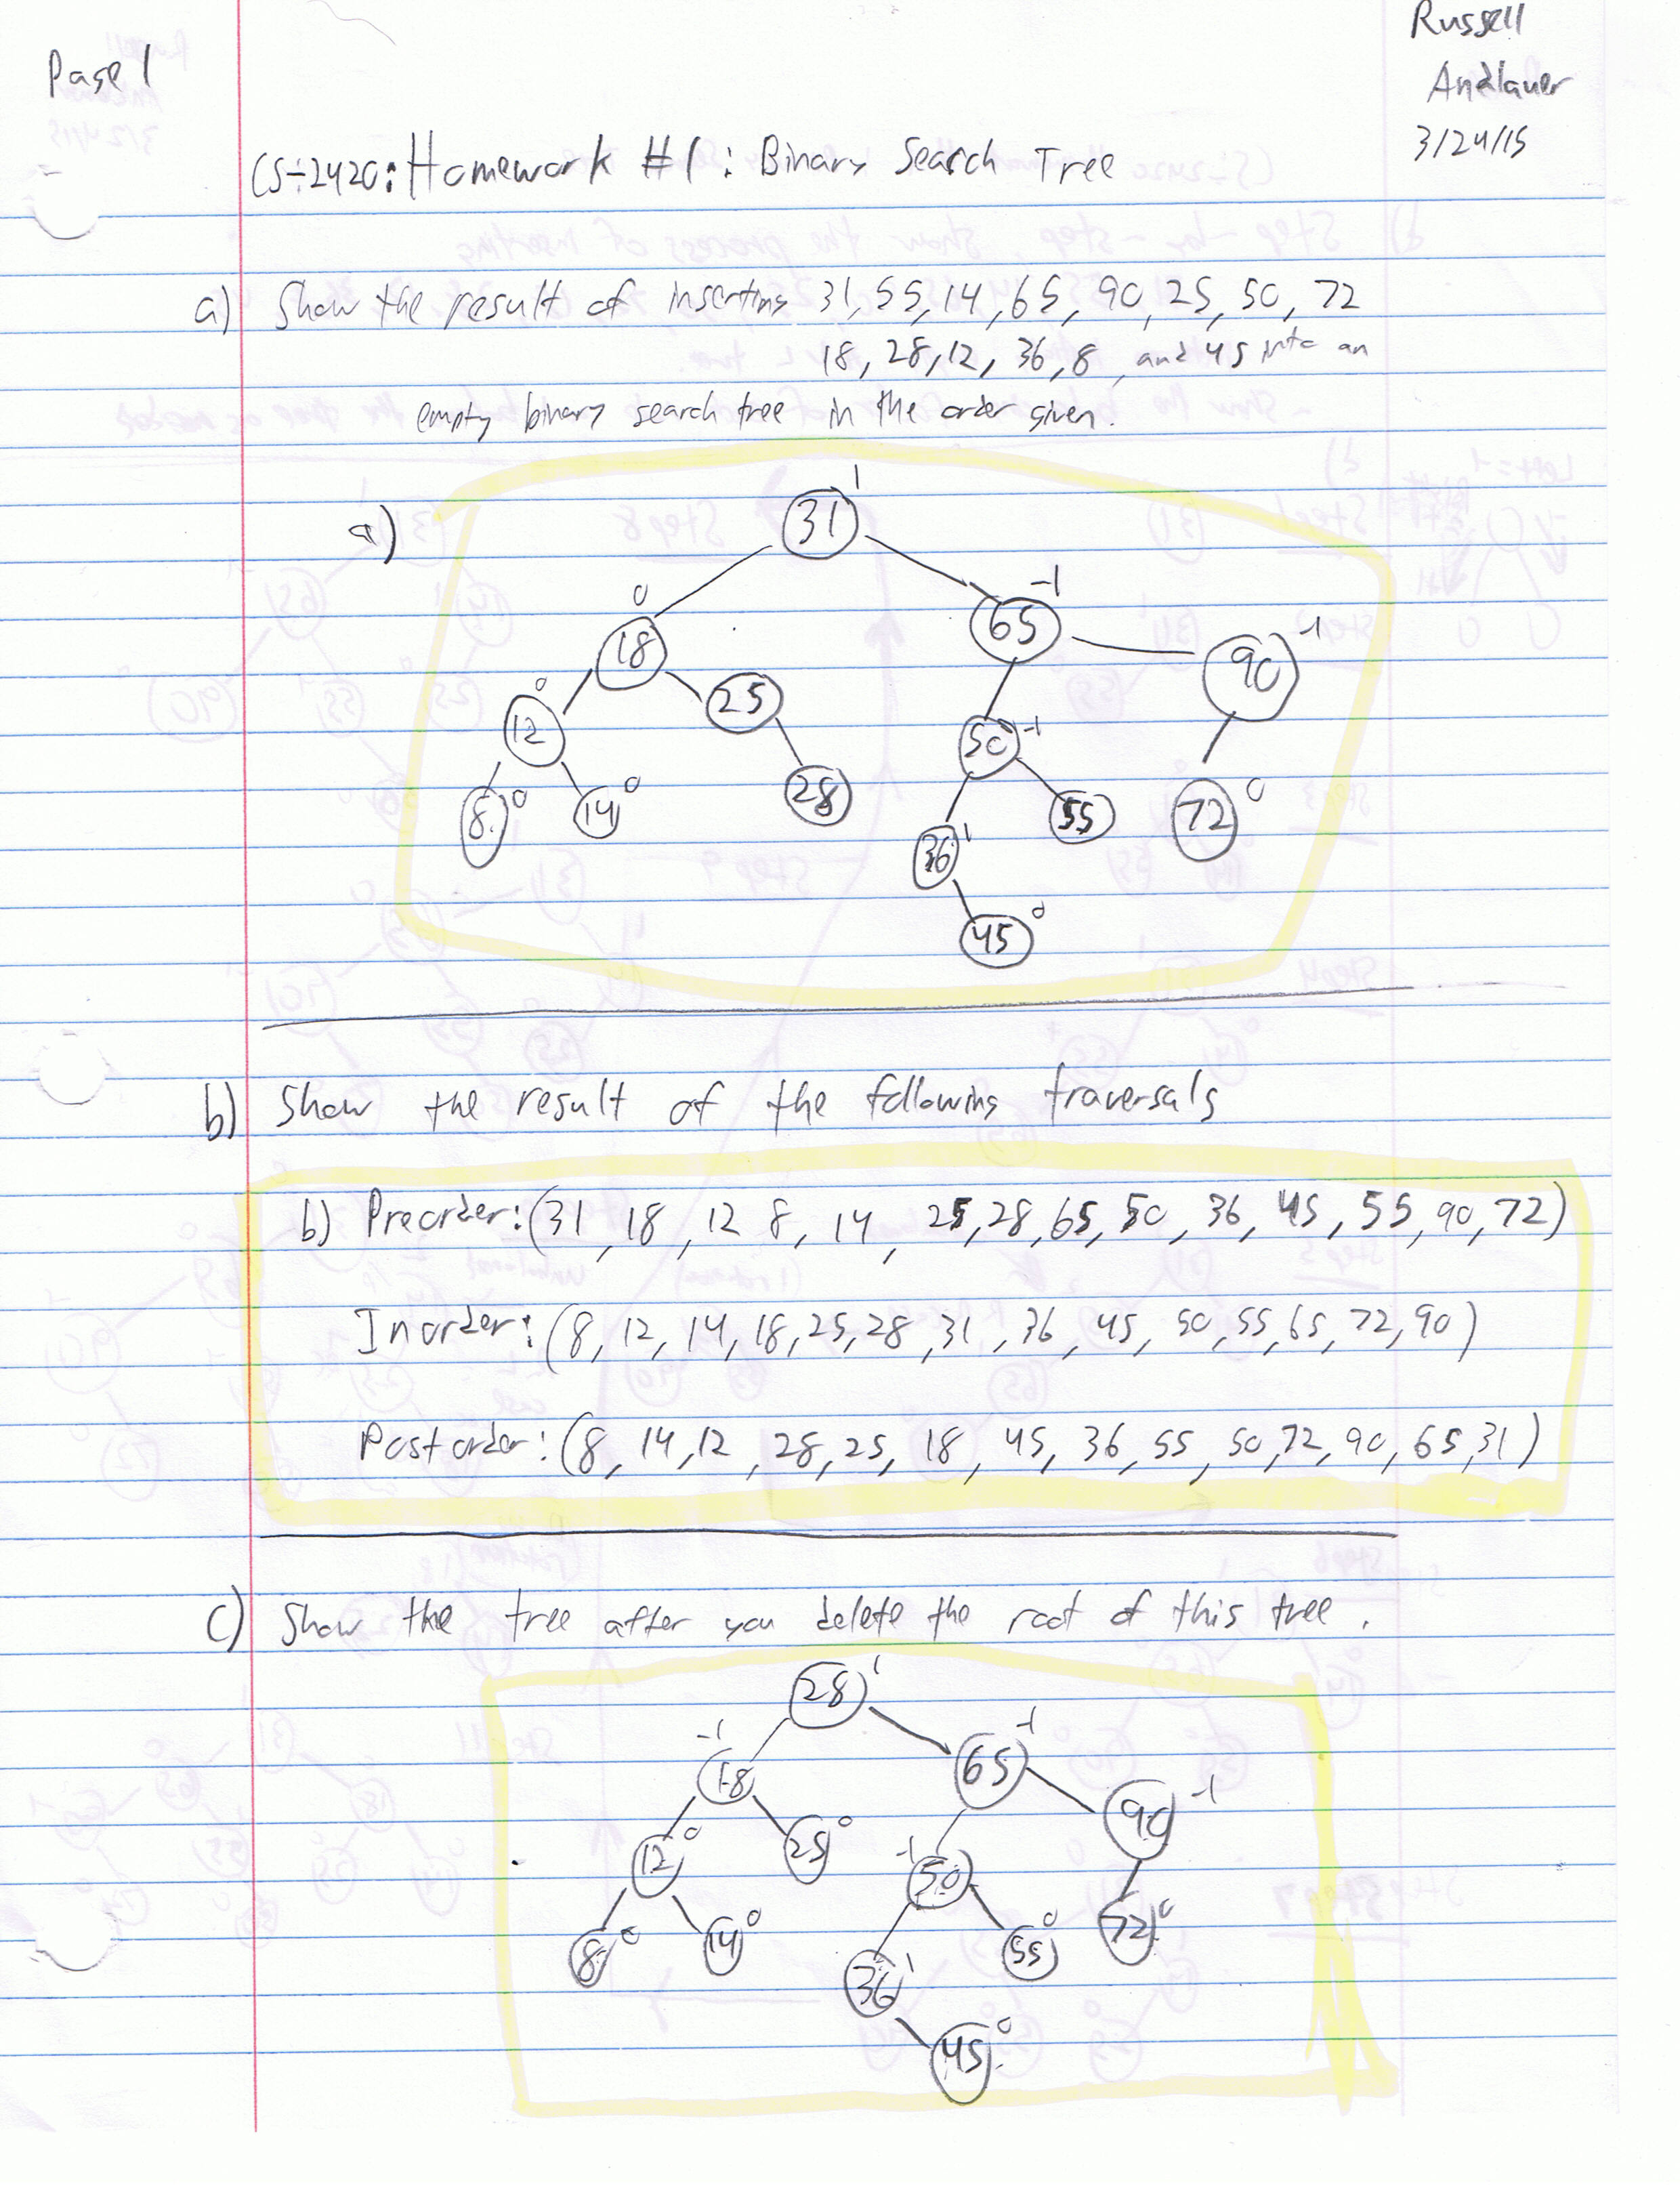 Page 1
Russell
Andlauer
3/24/15
CS-2420: Homework #1: Binary Search Tree
a) Show the result of inserting 31, 55, 14, 65, 90, 25, 50, 72
18, 28, 12, 36, 8, and 45 into an
empty binary search tree in the order given.
a)
31 1
0 65 -1
18 90 -1
0 25
12 50 -1
8 0 14 0 28 55 72 0
36 1
45 0
b) Show the result of the following traversals
b) Preorder: (31, 18, 12 8, 14, 25, 28, 65, 50, 36, 45, 55, 90, 72)
Inorder: (8, 12, 14, 18, 25, 28, 31, 36, 45, 50, 55, 65, 72, 90)
Postorder: (8, 14, 12, 28, 25, 18, 45, 36, 55, 50, 72, 90, 65, 31)
c) Show the tree after you delete the root of this tree.
28 1
-1 18 65 -1
90 -1
12 0 25 0 -1 50
8 0 14 0 55 0 72 0
36 1
45 0